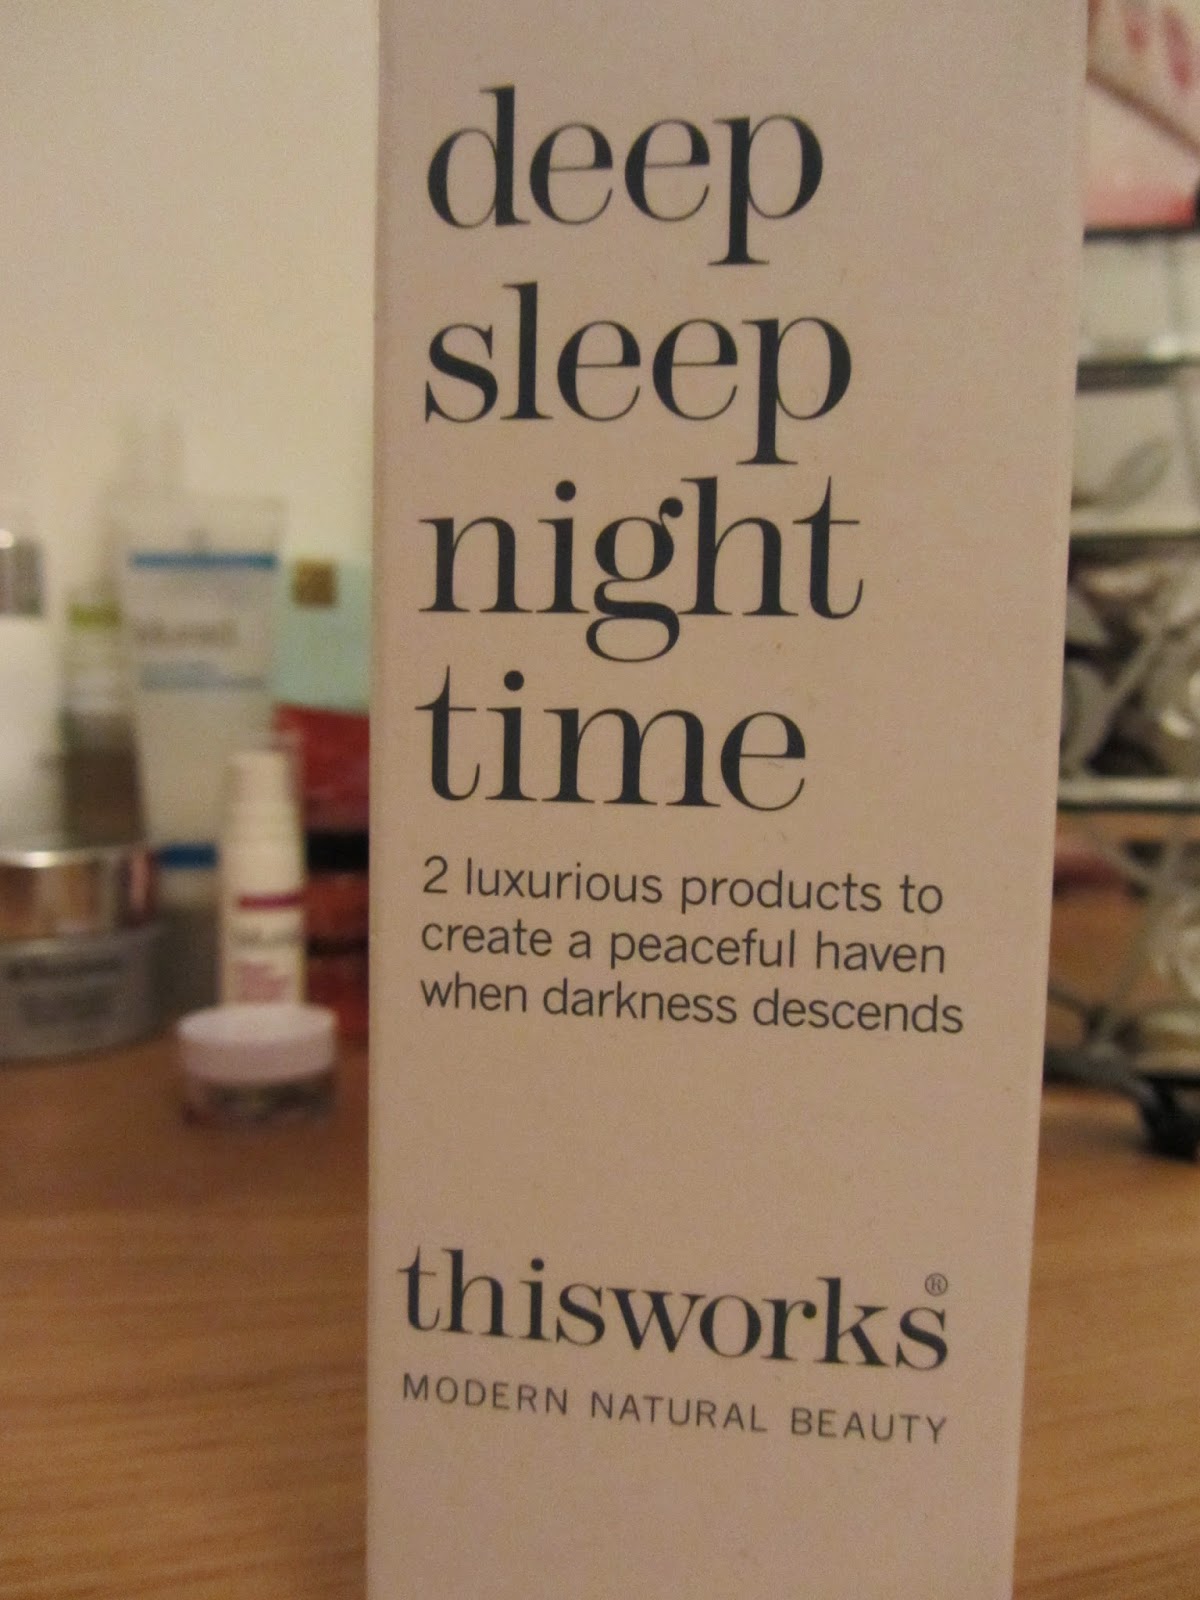 deep
sleep
night
time
2 luxurious products to
create a peaceful haven
when darkness descends
thisworks®
MODERN NATURAL BEAUTY